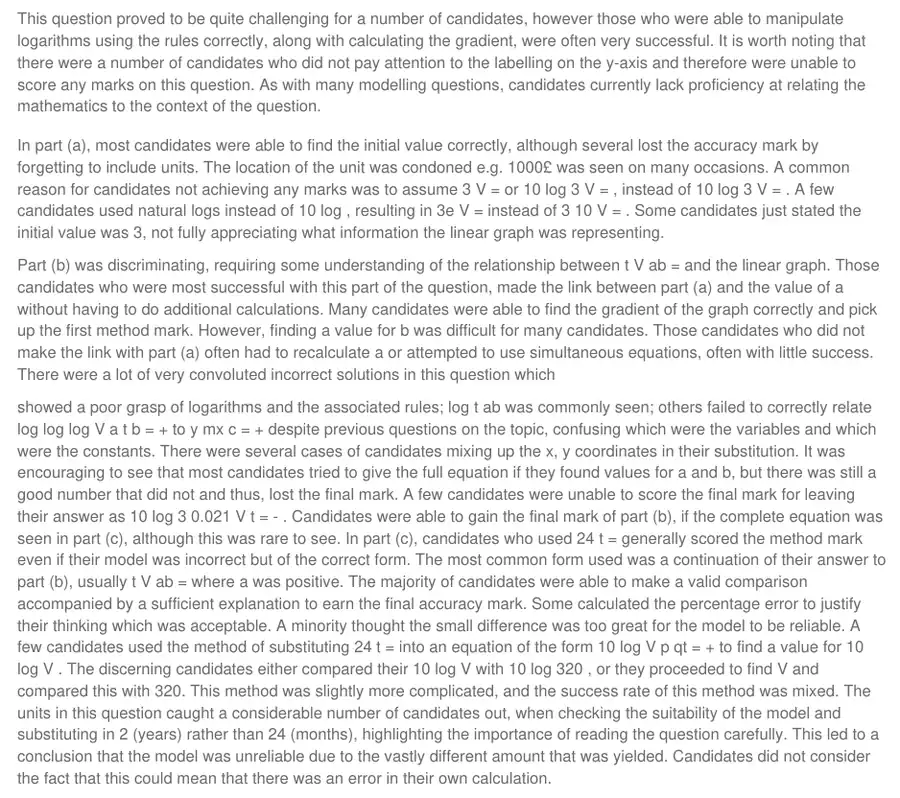 This question proved to be quite challenging for a number of candidates, however those who were able to manipulate
logarithms using the rules correctly, along with calculating the gradient, were often very successful. It is worth noting that
there were a number of candidates who did not pay attention to the labelling on the y-axis and therefore were unable to
score any marks on this question. As with many modelling questions, candidates currently lack proficiency at relating the
mathematics to the context of the question.
In part (a), most candidates were able to find the initial value correctly, although several lost the accuracy mark by
forgetting to include units. The location of the unit was condoned e.g. 1000£ was seen on many occasions. A common
reason for candidates not achieving any marks was to assume 3 V = or 10 log 3 V = , instead of 10 log 3 V = . A few
candidates used natural logs instead of 10 log , resulting in 3e V = instead of 3 10 V = . Some candidates just stated the
initial value was 3, not fully appreciating what information the linear graph was representing.
Part (b) was discriminating, requiring some understanding of the relationship between t V ab = and the linear graph. Those
candidates who were most successful with this part of the question, made the link between part (a) and the value of a
without having to do additional calculations. Many candidates were able to find the gradient of the graph correctly and pick
up the first method mark. However, finding a value for b was difficult for many candidates. Those candidates who did not
make the link with part (a) often had to recalculate a or attempted to use simultaneous equations, often with little success.
There were a lot of very convoluted incorrect solutions in this question which
showed a poor grasp of logarithms and the associated rules; log t ab was commonly seen; others failed to correctly relate
log log log V a t b = + to y mx c = + despite previous questions on the topic, confusing which were the variables and which
were the constants. There were several cases of candidates mixing up the x, y coordinates in their substitution. It was
encouraging to see that most candidates tried to give the full equation if they found values for a and b, but there was still a
good number that did not and thus, lost the final mark. A few candidates were unable to score the final mark for leaving
their answer as 10 log 3 0.021 V t = - . Candidates were able to gain the final mark of part (b), if the complete equation was
seen in part (c), although this was rare to see. In part (c), candidates who used 24 t = generally scored the method mark
even if their model was incorrect but of the correct form. The most common form used was a continuation of their answer to
part (b), usually t V ab = where a was positive. The majority of candidates were able to make a valid comparison
accompanied by a sufficient explanation to earn the final accuracy mark. Some calculated the percentage error to justify
their thinking which was acceptable. A minority thought the small difference was too great for the model to be reliable. A
few candidates used the method of substituting 24 t = into an equation of the form 10 log V p qt = + to find a value for 10
log V . The discerning candidates either compared their 10 log V with 10 log 320 , or they proceeded to find V and
compared this with 320. This method was slightly more complicated, and the success rate of this method was mixed. The
units in this question caught a considerable number of candidates out, when checking the suitability of the model and
substituting in 2 (years) rather than 24 (months), highlighting the importance of reading the question carefully. This led to a
conclusion that the model was unreliable due to the vastly different amount that was yielded. Candidates did not consider
the fact that this could mean that there was an error in their own calculation.